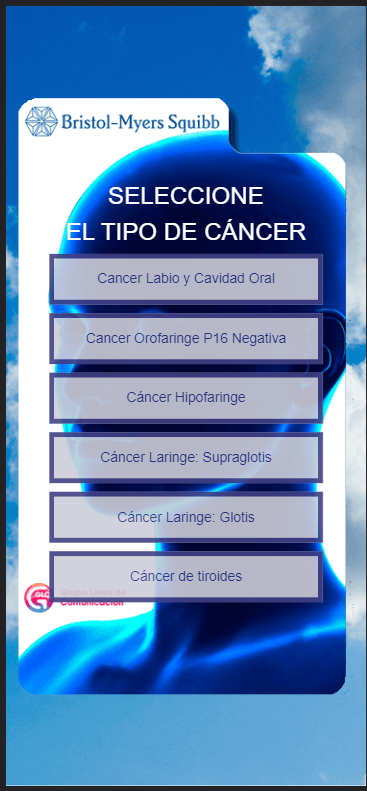 Bristol-Myers Squibb
SELECCIONE
EL TIPO DE CÁNCER
Cancer Labio y Cavidad Oral
Cancer Orofaringe P16 Negativa
Cáncer Hipofaringe
Cáncer Laringe: Supraglotis
Cáncer Laringe: Glotis
Cáncer de tiroides
GLC
Grupo Línea de
Comunicación